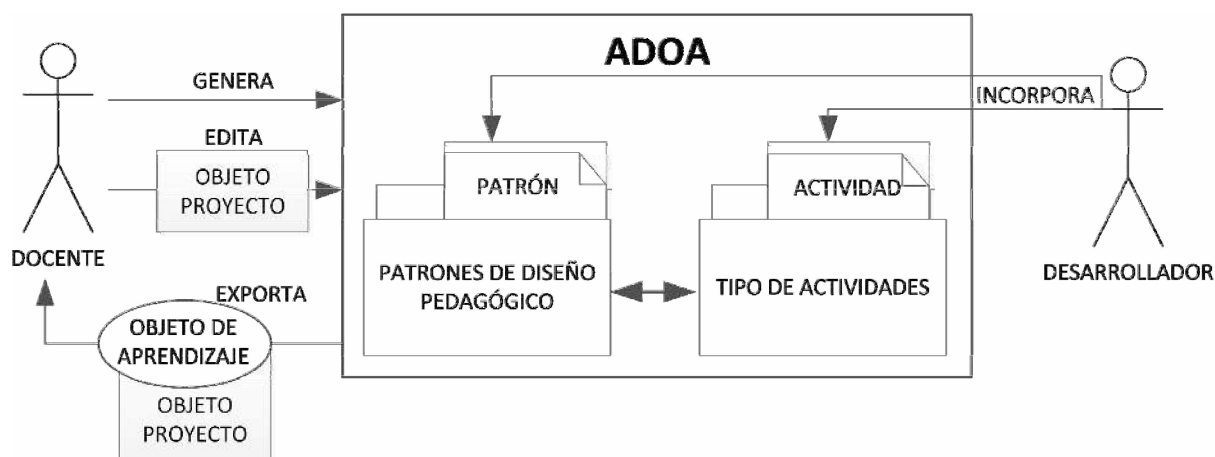 ADOA
GENERA
INCORPORA
EDITA
OBJETO
PROYECTO
PATRÓN
ACTIVIDAD
DOCENTE
DESARROLLADOR
PATRONES DE DISEÑO
PEDAGÓGICO
TIPO DE ACTIVIDADES
EXPORTA
OBJETO DE
APRENDIZAJE
OBJETO
PROYECTO